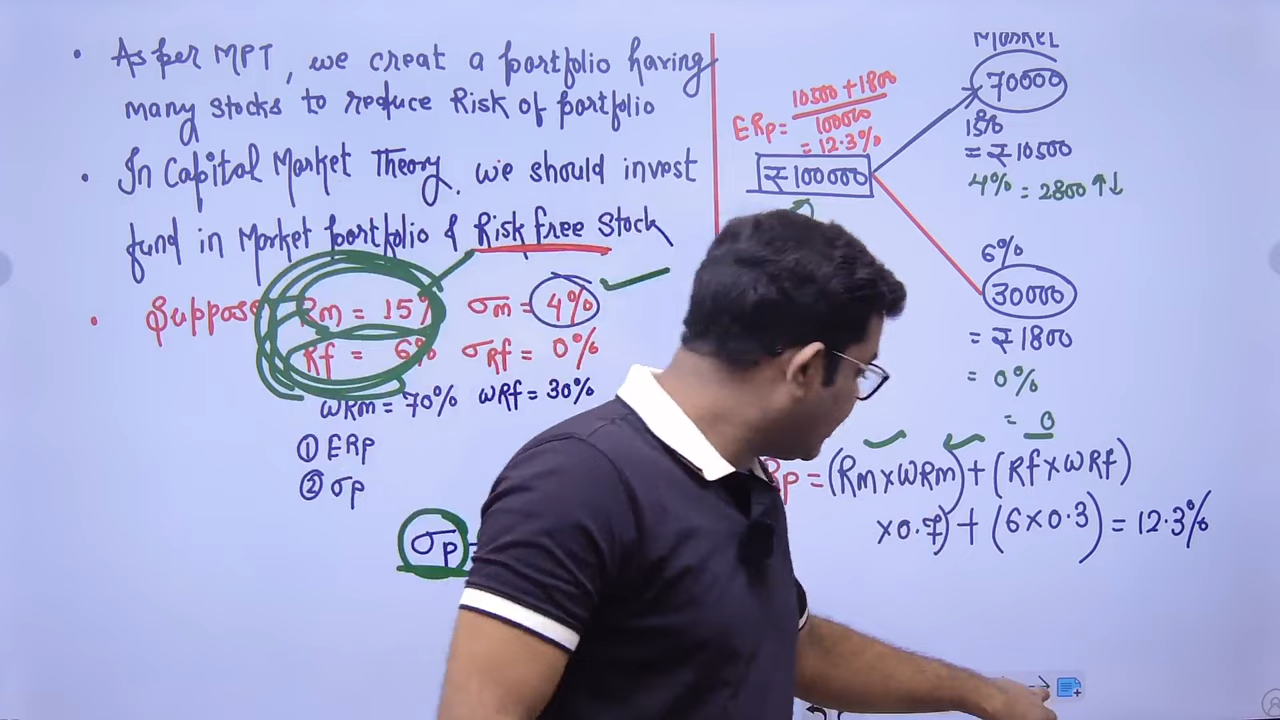 • As per MPT, we creat a portfolio having
many stocks to reduce Risk of portfolio
• In Capital Market Theory, we should invest
fund in Market portfolio & Risk free Stock
• Suppose Rm = 15% σm = 4%
Rf = 6% σRf = 0%
wRm = 70% wRf = 30%
① ERp
② σp
σp =
Market
70000
15%
= ₹10500
4% = 2800 ↑↓
ERp = 10500 + 1800
100000
= 12.3%
₹100000
6%
30000
= ₹1800
= 0%
= 0
Rp = (Rm×wRm) + (Rf×wRf)
×0.7) + (6×0.3) = 12.3%